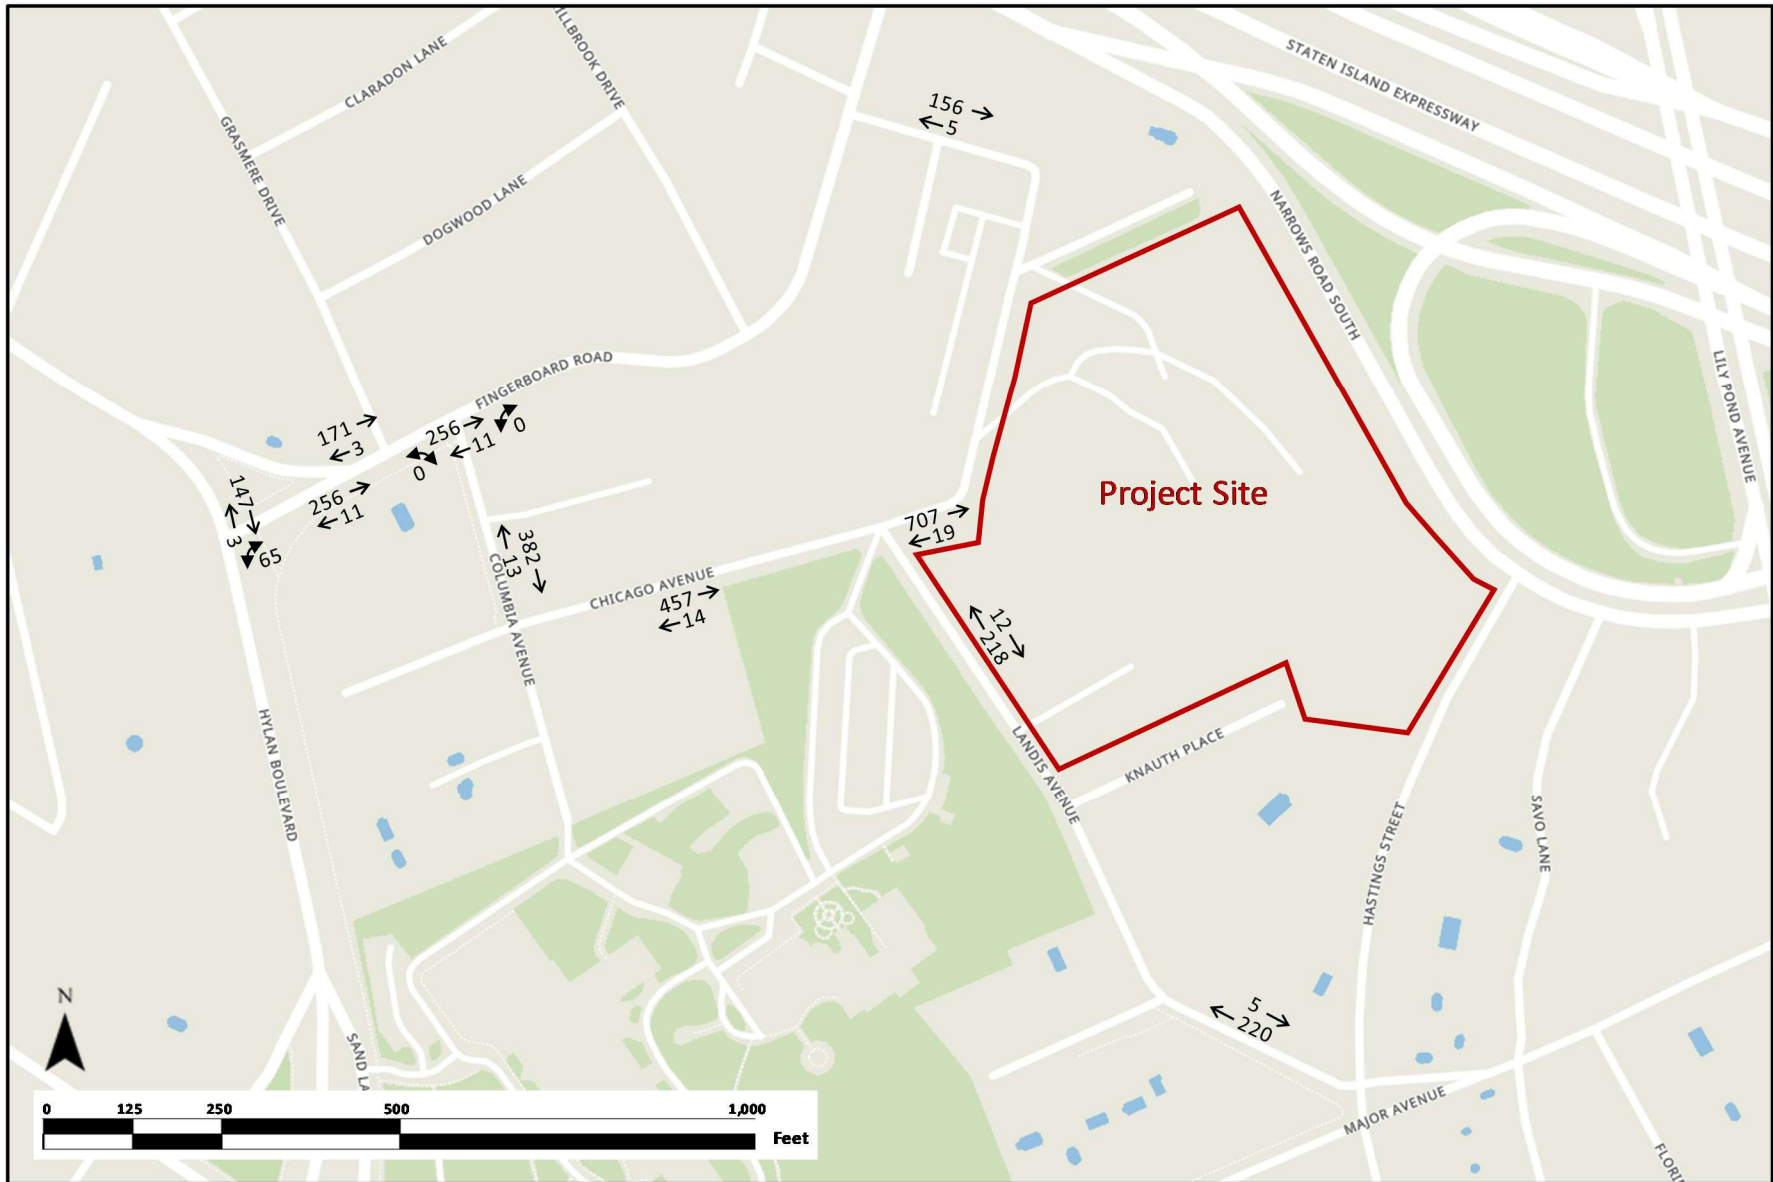 STATEN ISLAND EXPRESSWAY
ILLBROOK DRIVE
CLARADON LANE
156
5
GRASMERE DRIVE
DOGWOOD LANE
NARROWS ROAD SOUTH
FINGERBOARD ROAD
LILY POND AVENUE
171
3
256
11
0
0
147
3
65
256
11
Project Site
707
19
382
13
COLUMBIA AVENUE
CHICAGO AVENUE
457
14
12
218
HYLAN BOULEVARD
LANDIS AVENUE
KNAUTH PLACE
HASTINGS STREET
SAVO LANE
N
5
220
SAND LA
MAJOR AVENUE
FLORI
0 125 250 500 1,000
Feet